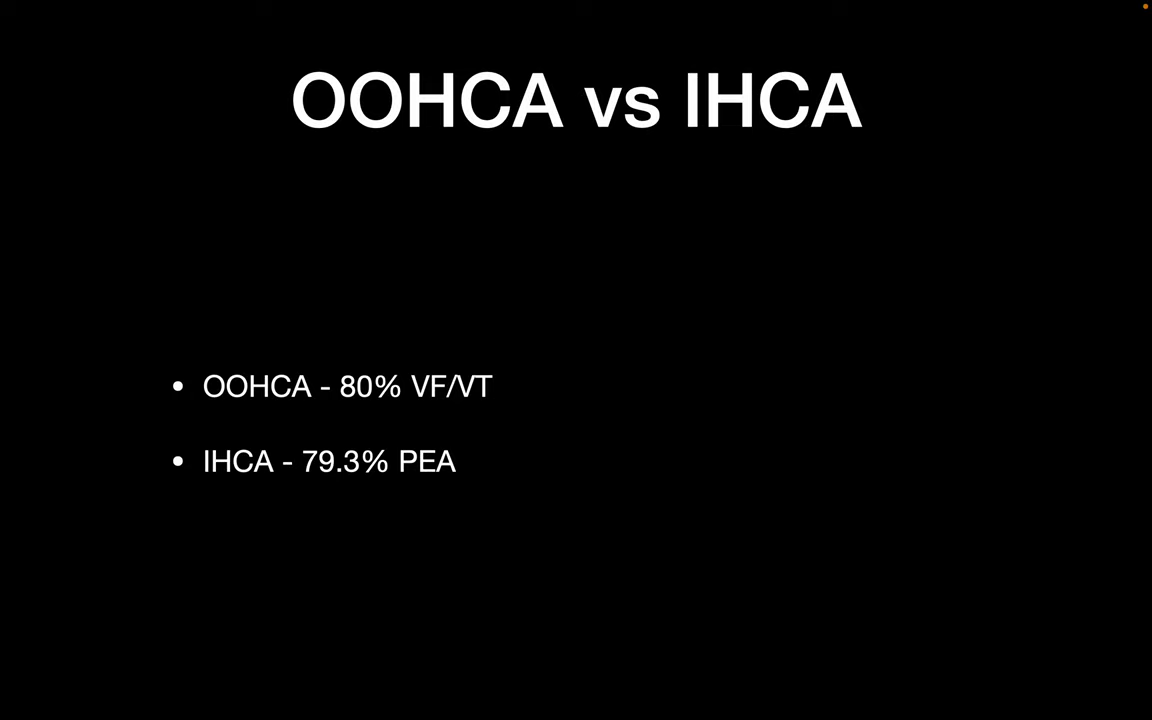 OOHCA vs IHCA
• OOHCA - 80% VF/VT
• IHCA - 79.3% PEA